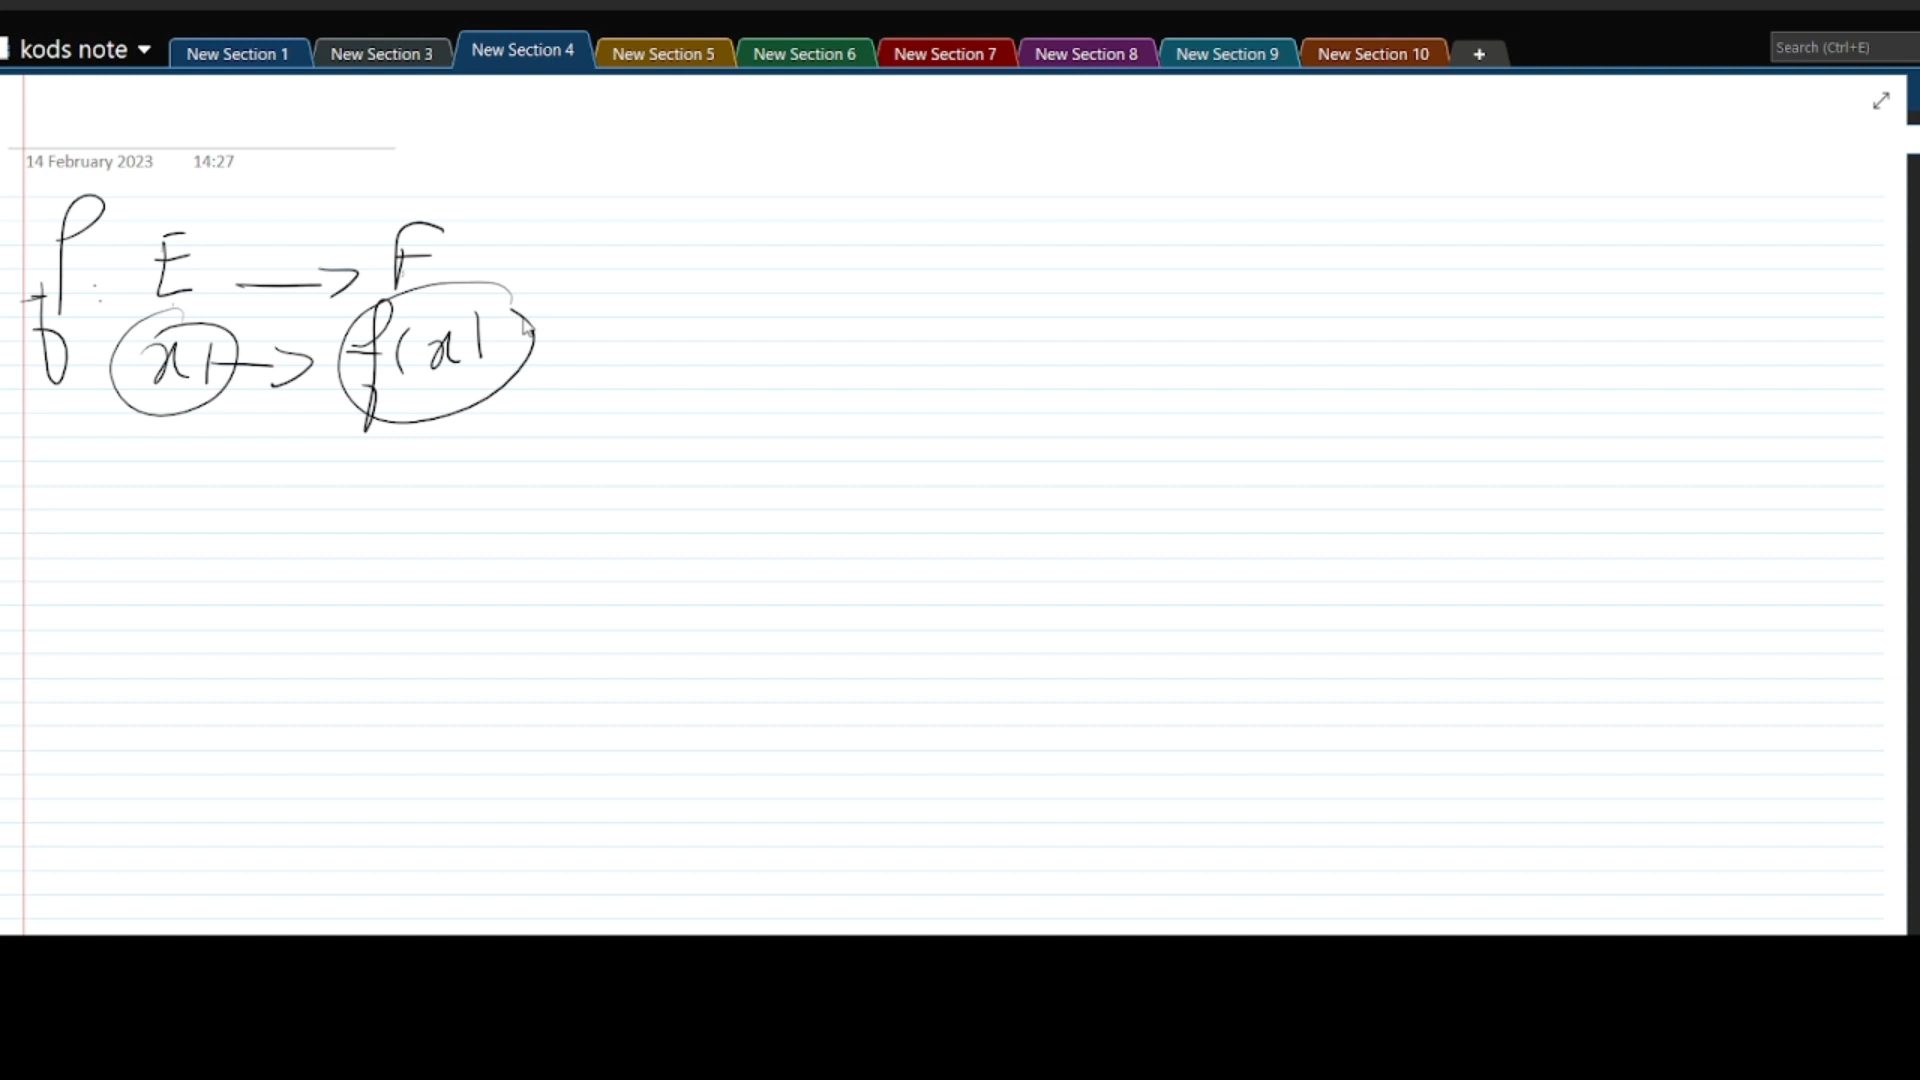 kods note New Section 1 New Section 3 New Section 4 New Section 5 New Section 6 New Section 7 New Section 8 New Section 9 New Section 10 + Search (Ctrl+E)
14 February 2023 14:27
f: E → F
x ↦ f(x)